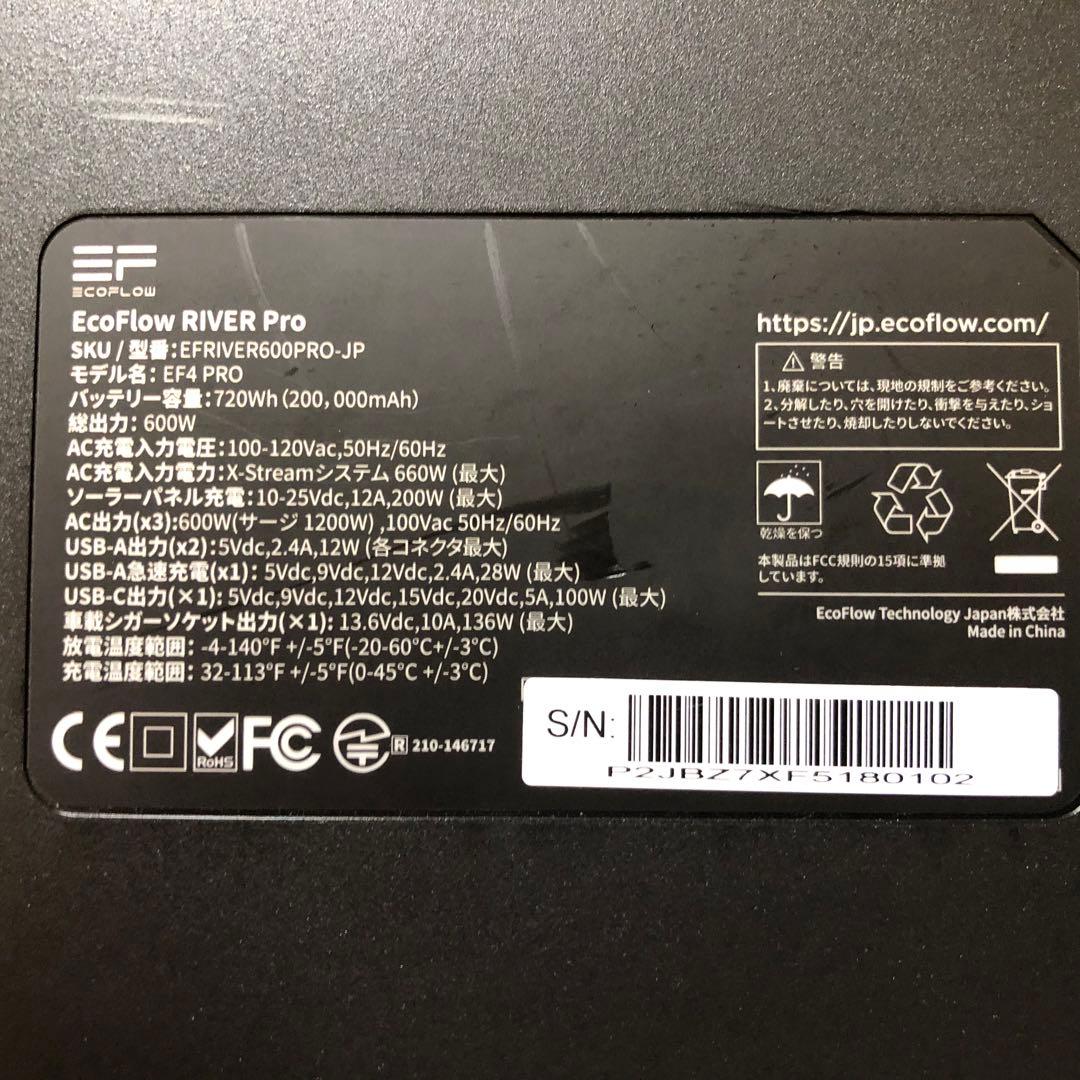 EF
ECOFLOW
EcoFlow RIVER Pro
SKU / 型番:EFRIVER600PRO-JP
モデル名: EF4 PRO
バッテリー容量:720Wh (200, 000mAh)
総出力: 600W
AC充電入力電圧:100-120Vac,50Hz/60Hz
AC充電入力電力:X-Streamシステム 660W (最大)
ソーラーパネル充電:10-25Vdc,12A,200W (最大)
AC出力(x3):600W(サージ 1200W) ,100Vac 50Hz/60Hz
USB-A出力(x2):5Vdc,2.4A,12W (各コネクタ最大)
USB-A急速充電(x1): 5Vdc,9Vdc,12Vdc,2.4A,28W (最大)
USB-C出力(×1): 5Vdc,9Vdc,12Vdc,15Vdc,20Vdc,5A,100W (最大)
車載シガーソケット出力(×1): 13.6Vdc,10A,136W (最大)
放電温度範囲: -4-140°F +/-5°F(-20-60°C+/-3°C)
充電温度範囲: 32-113°F +/-5°F(0-45°C +/-3°C)
CE RoHS FC R 210-146717
https://jp.ecoflow.com/
警告
1、廃棄については、現地の規制をご参考ください。
2、分解したり、穴を開けたり、衝撃を与えたり、ショ
ートさせたり、焼却したりしないでください。
乾燥を保つ
本製品はFCC規則の15項に準拠
しています。
EcoFlow Technology Japan株式会社
Made in China
S/N:
P2JBZ7XF5180102